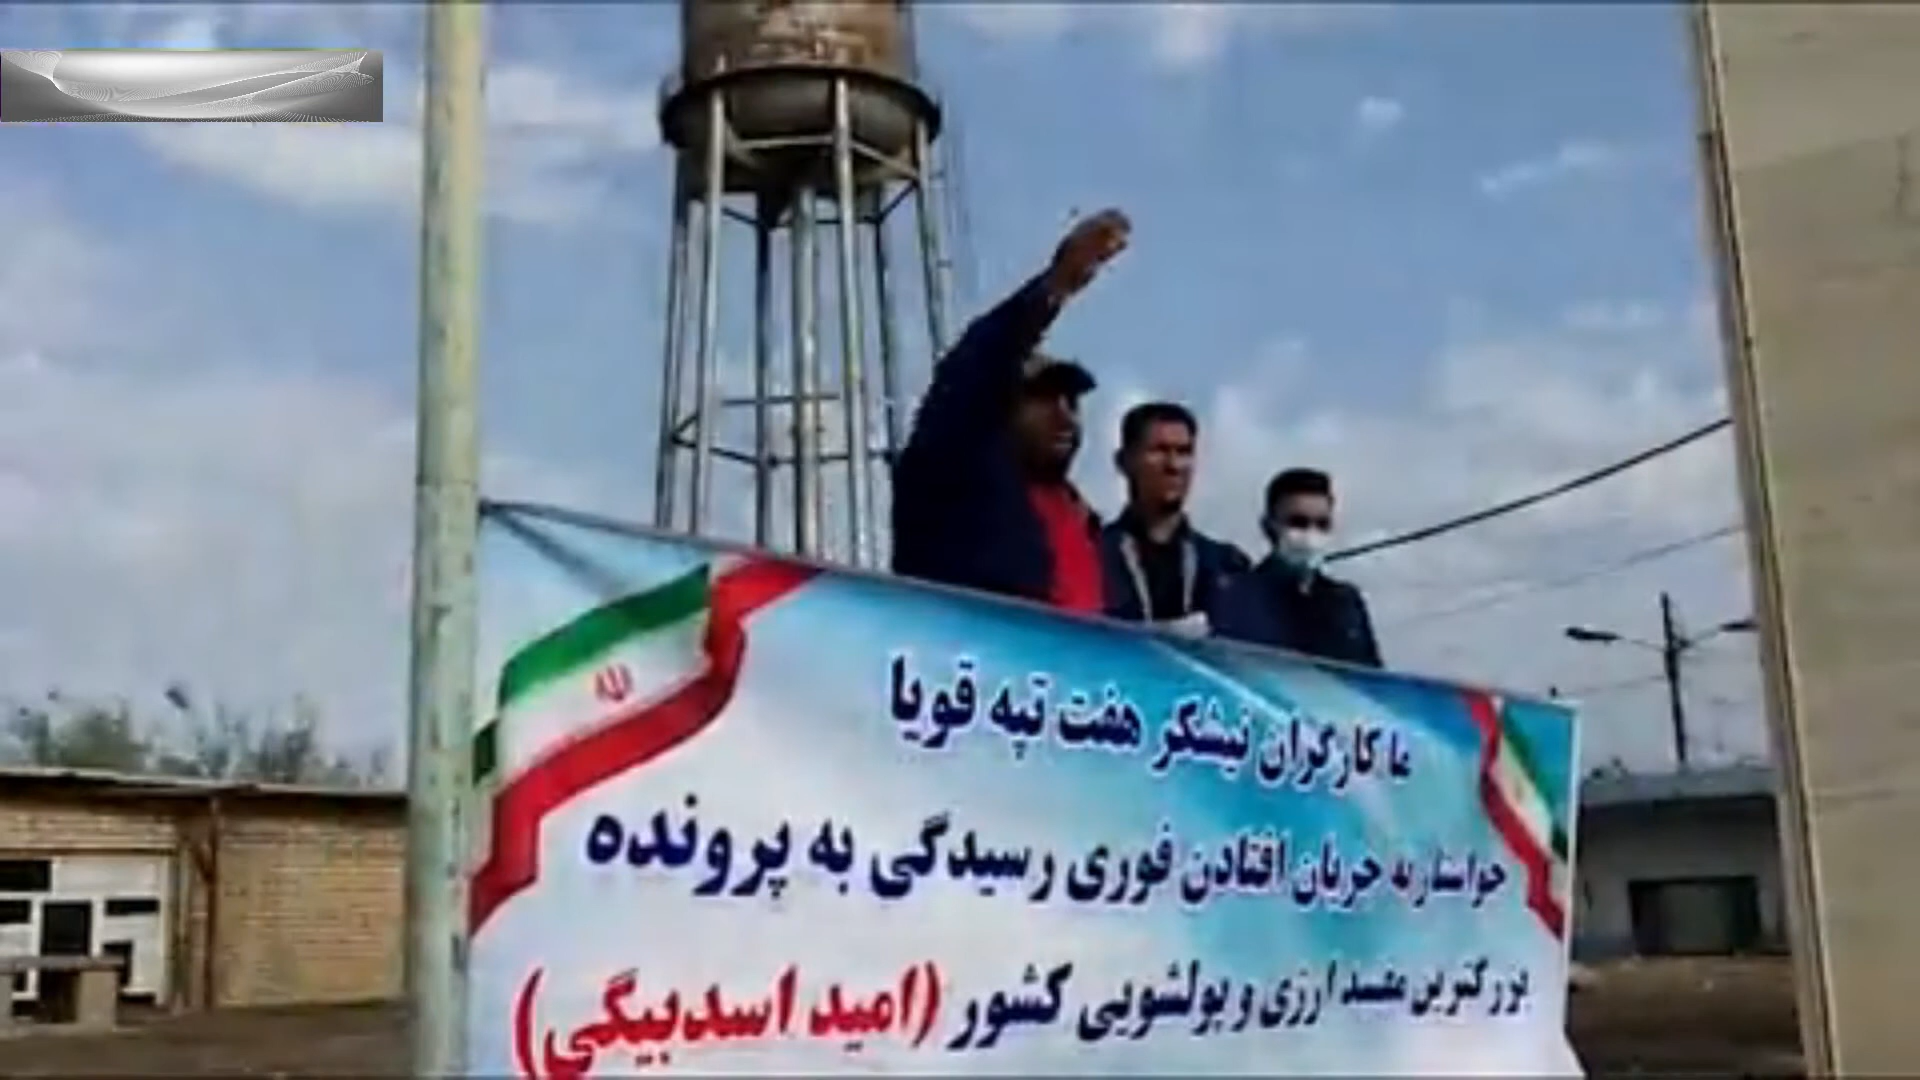 ما کارگران نیشکر هفت تپه قویا
خواستار به جریان افتادن فوری رسیدگی به پرونده
بزرگترین مفسد ارزی و پولشویی کشور (امید اسدبیگی)